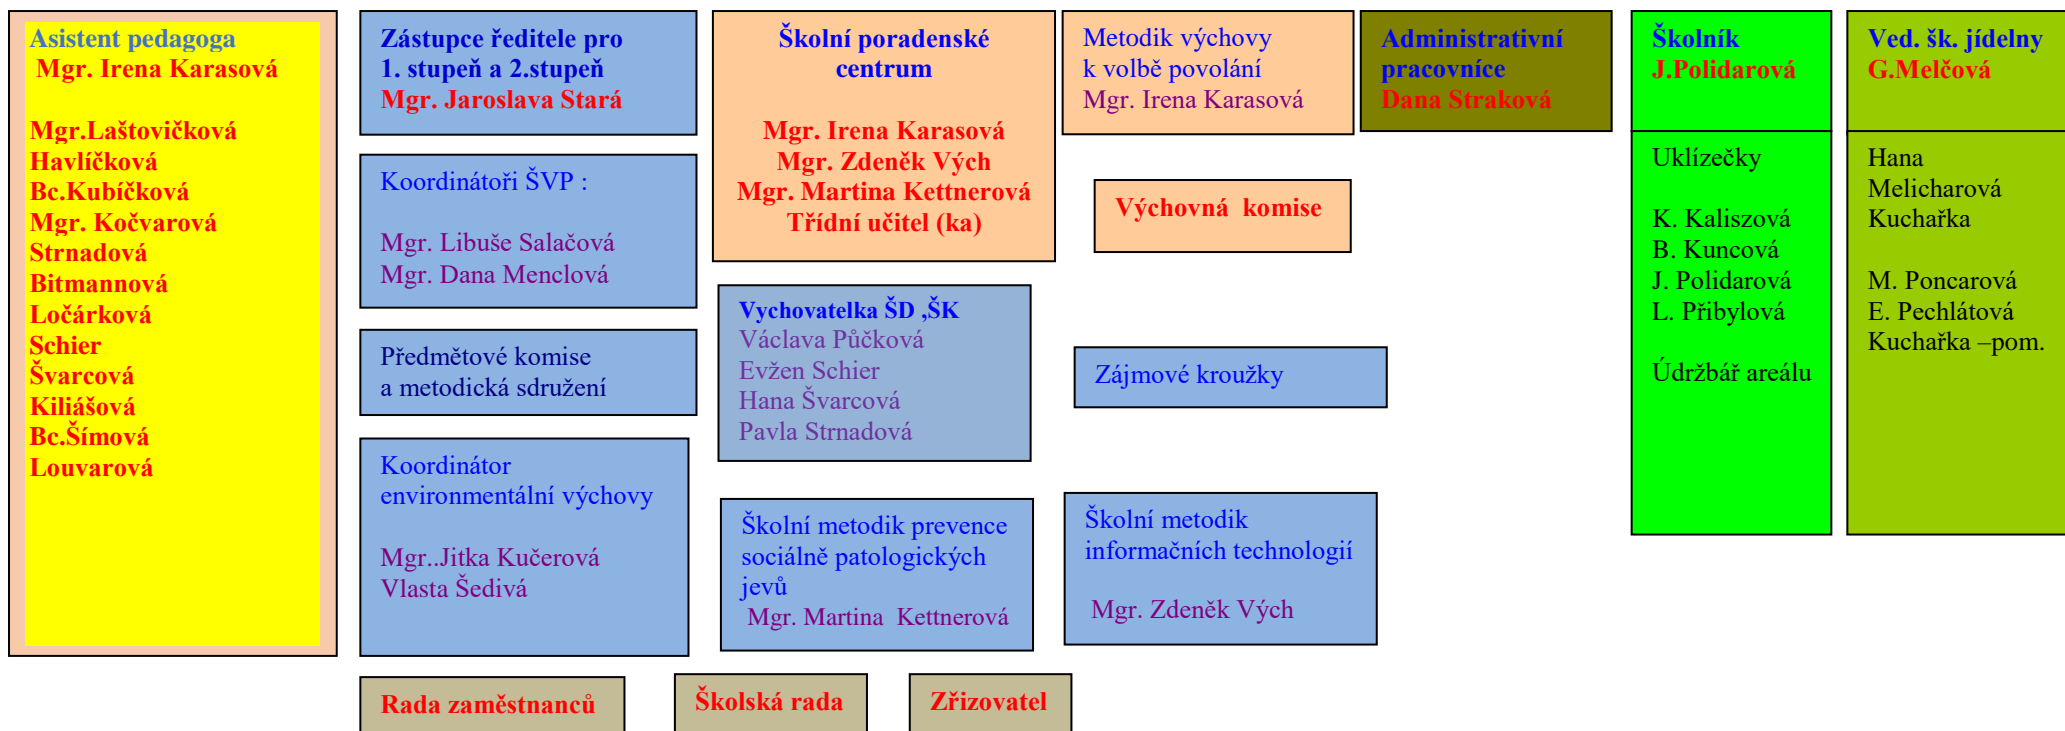 Asistent pedagoga
Mgr. Irena Karasová
Mgr.Laštovičková
Havlíčková
Bc.Kubíčková
Mgr. Kočvarová
Strnadová
Bitmannová
Ločárková
Schier
Švarcová
Kiliášová
Bc.Šímová
Louvarová
Zástupce ředitele pro
1. stupeň a 2.stupeň
Mgr. Jaroslava Stará
Koordinátoři ŠVP :
Mgr. Libuše Salačová
Mgr. Dana Menclová
Předmětové komise
a metodická sdružení
Koordinátor
environmentální výchovy
Mgr..Jitka Kučerová
Vlasta Šedivá
Školní poradenské
centrum
Mgr. Irena Karasová
Mgr. Zdeněk Vých
Mgr. Martina Kettnerová
Třídní učitel (ka)
Vychovatelka ŠD ,ŠK
Václava Půčková
Evžen Schier
Hana Švarcová
Pavla Strnadová
Školní metodik prevence
sociálně patologických
jevů
Mgr. Martina Kettnerová
Metodik výchovy
k volbě povolání
Mgr. Irena Karasová
Výchovná komise
Zájmové kroužky
Školní metodik
informačních technologií
Mgr. Zdeněk Vých
Administrativní
pracovníce
Dana Straková
Školník
J.Polidarová
Uklízečky
K. Kaliszová
B. Kuncová
J. Polidarová
L. Přibylová
Údržbář areálu
Ved. šk. jídelny
G.Melčová
Hana
Melicharová
Kuchařka
M. Poncarová
E. Pechlátová
Kuchařka –pom.
Rada zaměstnanců
Školská rada
Zřizovatel